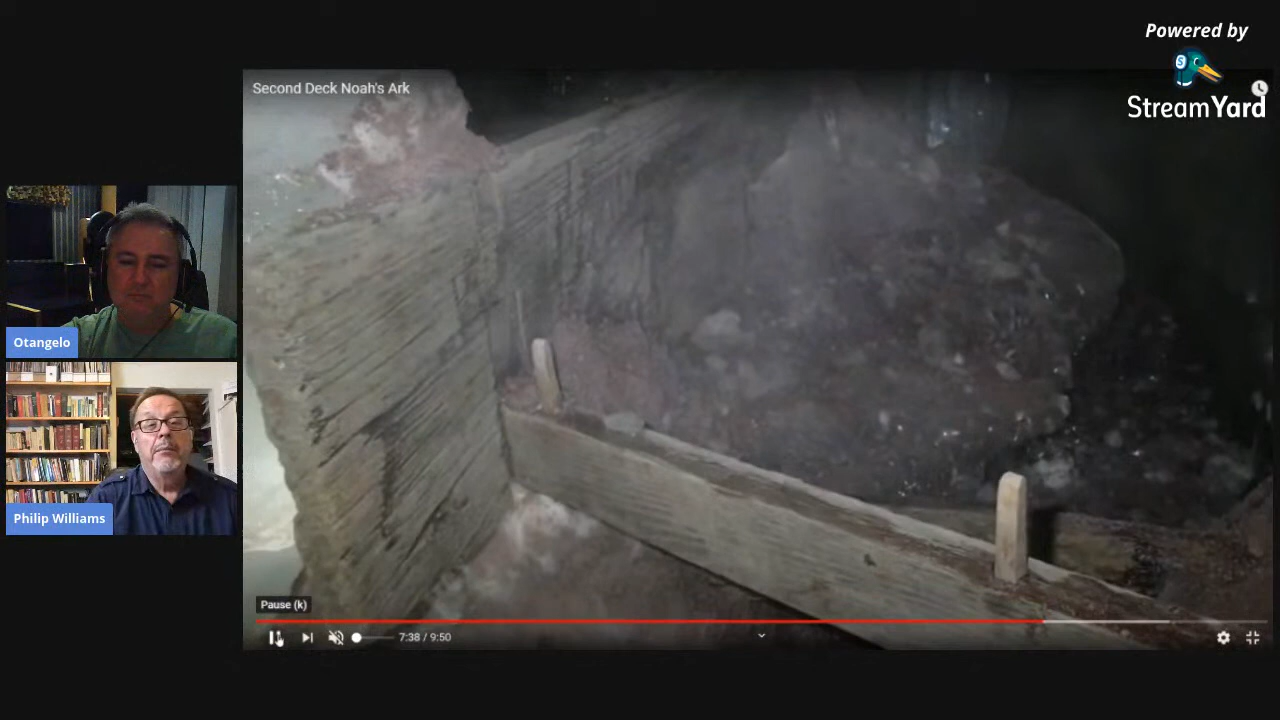 Powered by
StreamYard
Second Deck Noah's Ark
Otangelo
Philip Williams
Pause (k)
7:38 / 9:50